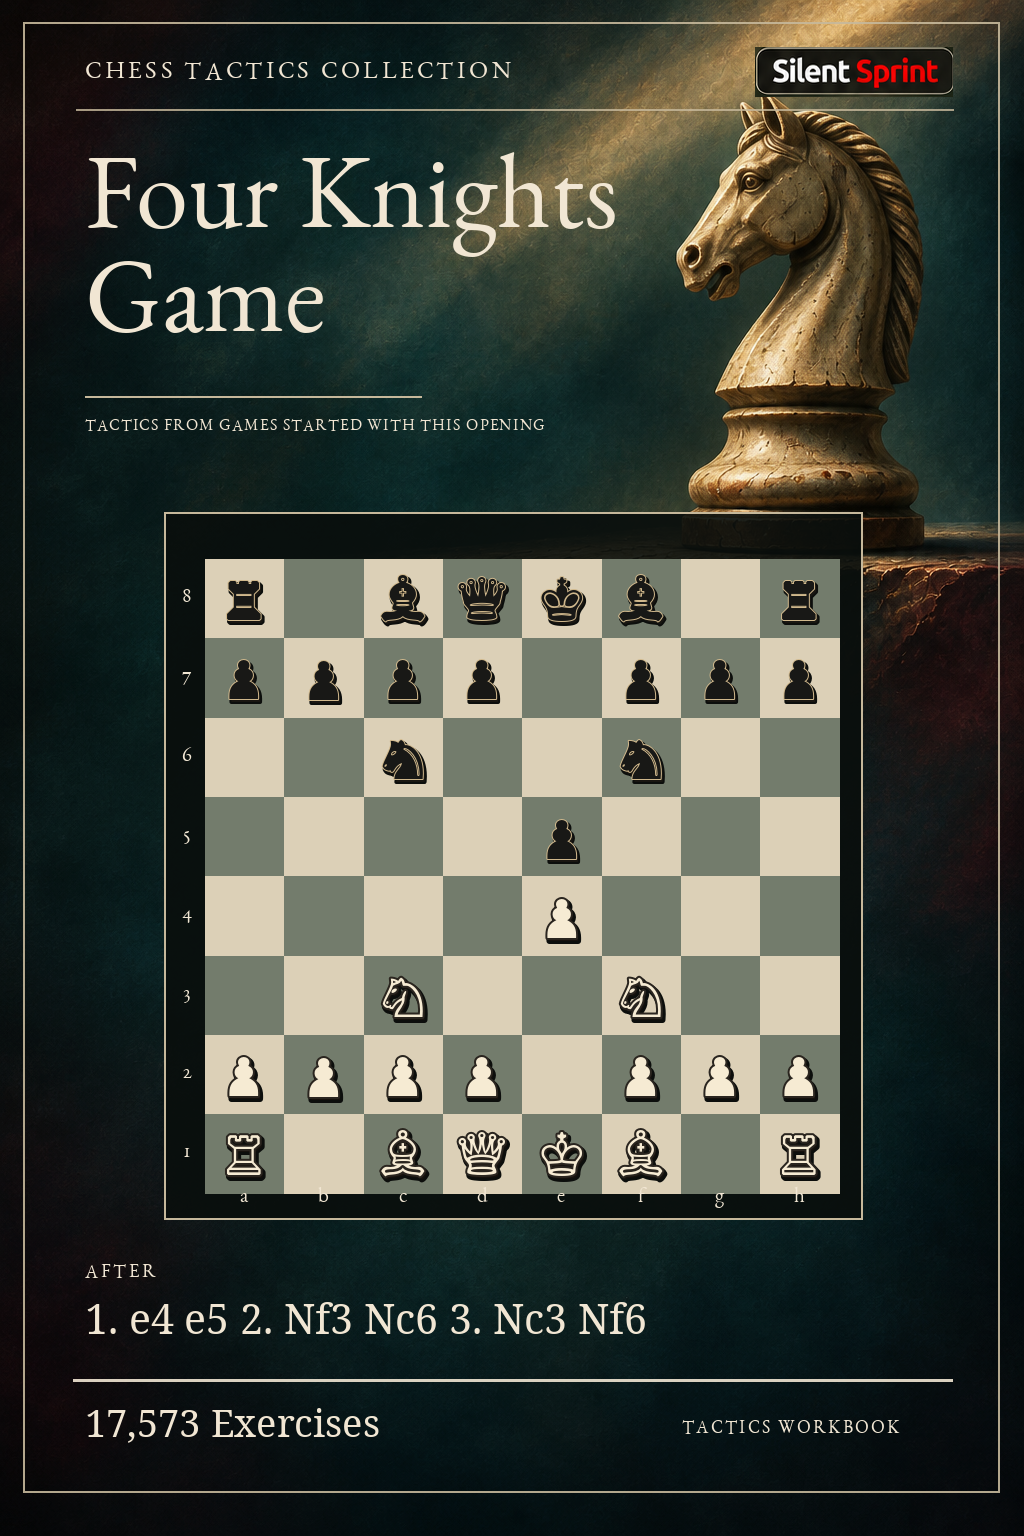 CHESS TACTICS COLLECTION
Silent Sprint
Four Knights
Game
TACTICS FROM GAMES STARTED WITH THIS OPENING
8
7
6
5
4
3
2
1
a b c d e f g h
AFTER
1. e4 e5 2. Nf3 Nc6 3. Nc3 Nf6
17,573 Exercises
TACTICS WORKBOOK